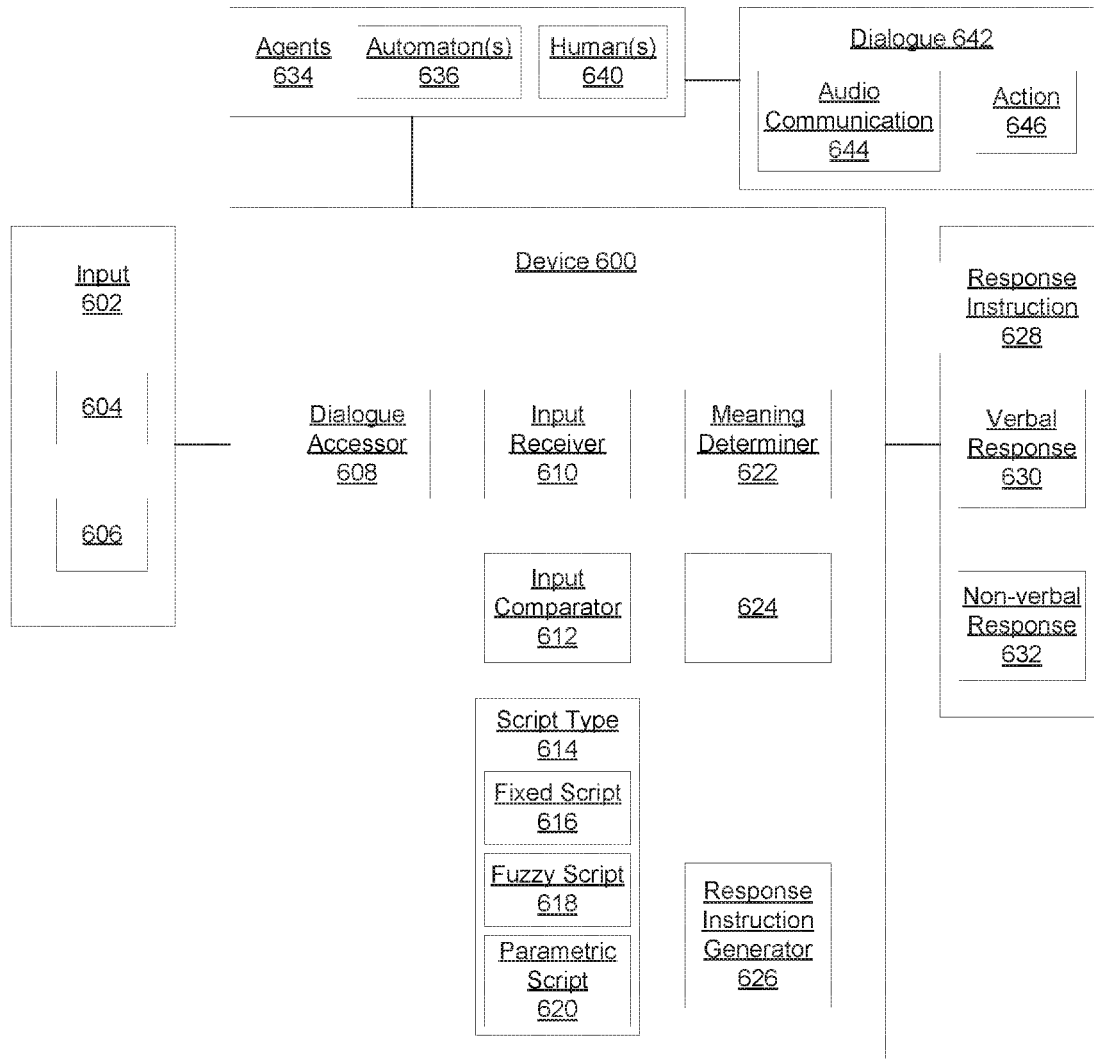 Agents
634
Automaton(s)
636
Human(s)
640
Dialogue 642
Audio
Communication
644
Action
646
Input
602
604
606
Device 600
Dialogue
Accessor
608
Input
Receiver
610
Meaning
Determiner
622
Input
Comparator
612
624
Script Type
614
Fixed Script
616
Fuzzy Script
618
Parametric
Script
620
Response
Instruction
Generator
626
Response
Instruction
628
Verbal
Response
630
Non-verbal
Response
632